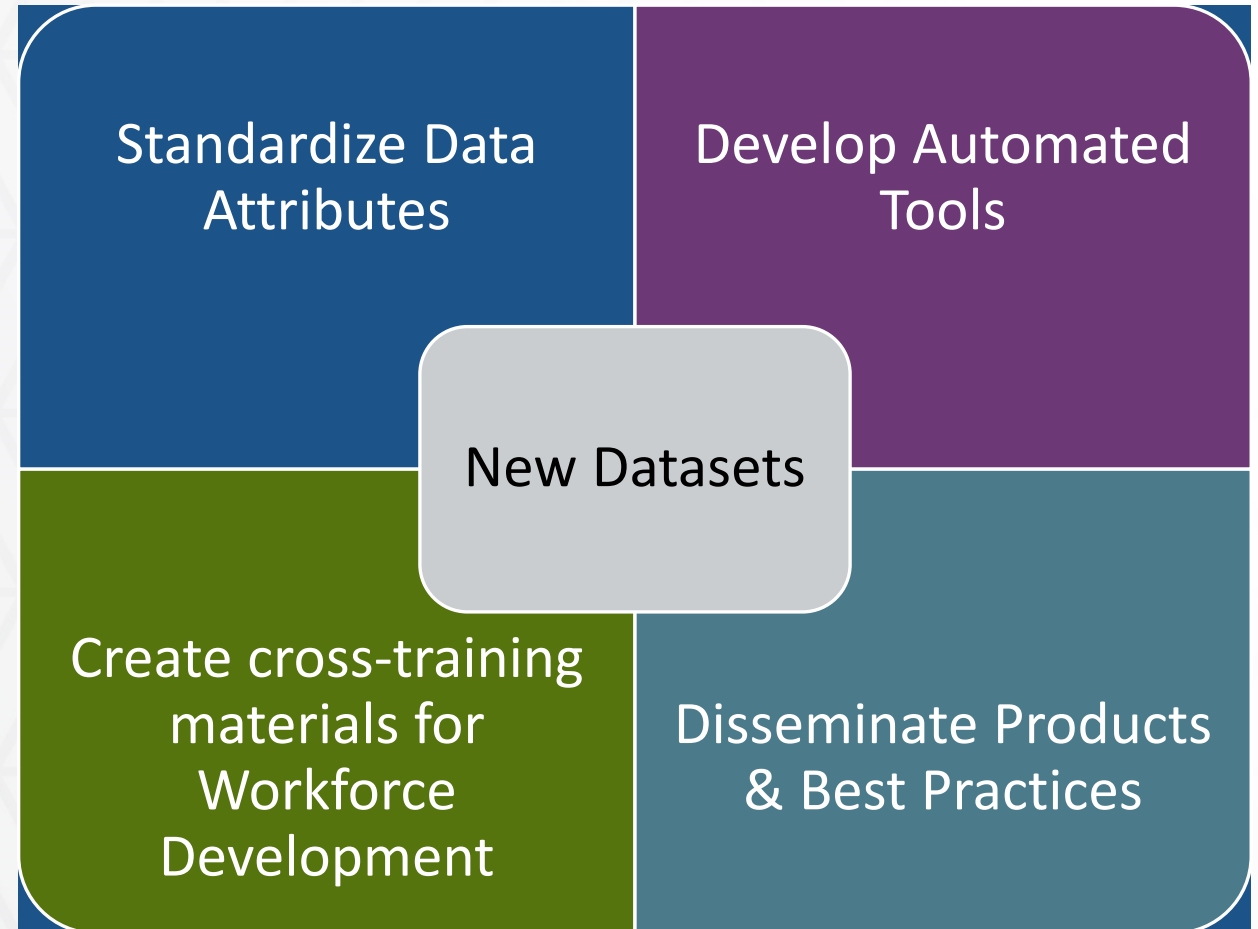 Standardize Data
Attributes
Develop Automated
Tools
New Datasets
Create cross-training
materials for
Workforce
Development
Disseminate Products
& Best Practices